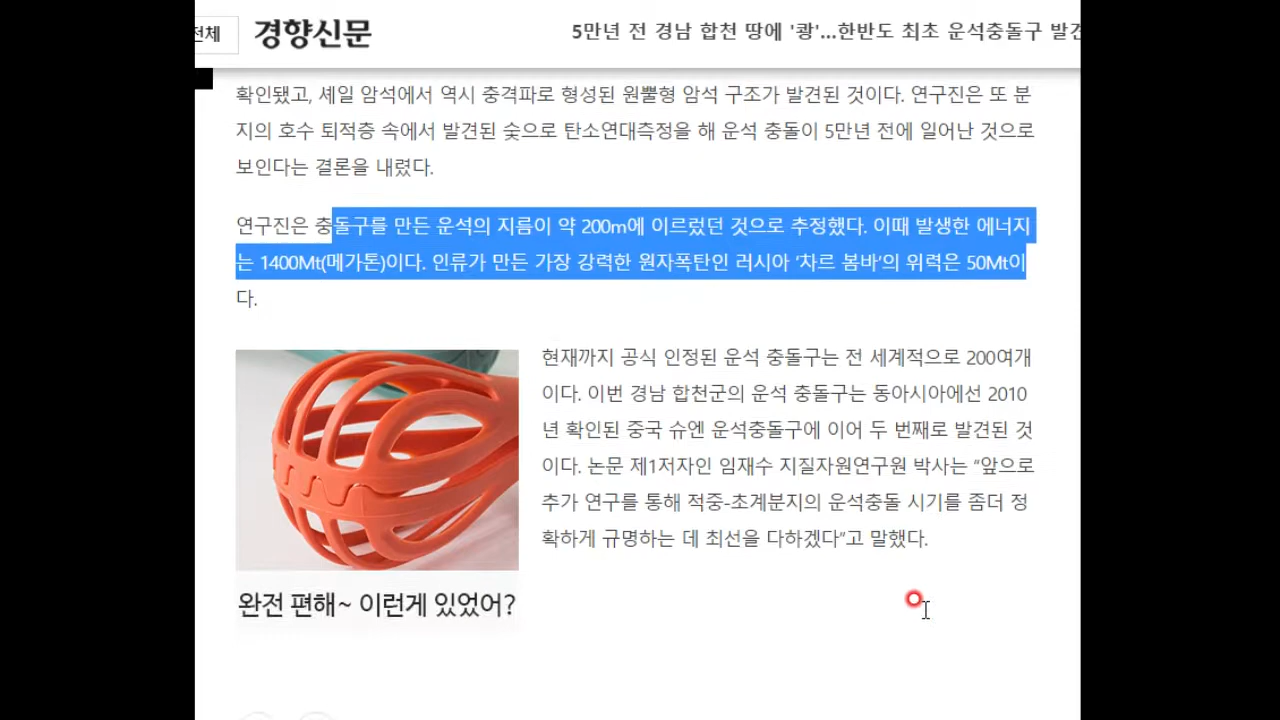 전체
경향신문
5만년 전 경남 합천 땅에 '쾅'...한반도 최초 운석충돌구 발견
확인됐고, 셰일 암석에서 역시 충격파로 형성된 원뿔형 암석 구조가 발견된 것이다. 연구진은 또 분
지의 호수 퇴적층 속에서 발견된 숯으로 탄소연대측정을 해 운석 충돌이 5만년 전에 일어난 것으로
보인다는 결론을 내렸다.
연구진은 충돌구를 만든 운석의 지름이 약 200m에 이르렀던 것으로 추정했다. 이때 발생한 에너지
는 1400Mt(메가톤)이다. 인류가 만든 가장 강력한 원자폭탄인 러시아 '차르 봄바'의 위력은 50Mt이
다.
현재까지 공식 인정된 운석 충돌구는 전 세계적으로 200여개
이다. 이번 경남 합천군의 운석 충돌구는 동아시아에선 2010
년 확인된 중국 슈엔 운석충돌구에 이어 두 번째로 발견된 것
이다. 논문 제1저자인 임재수 지질자원연구원 박사는 "앞으로
추가 연구를 통해 적중-초계분지의 운석충돌 시기를 좀더 정
확하게 규명하는 데 최선을 다하겠다"고 말했다.
완전 편해~ 이런게 있었어?